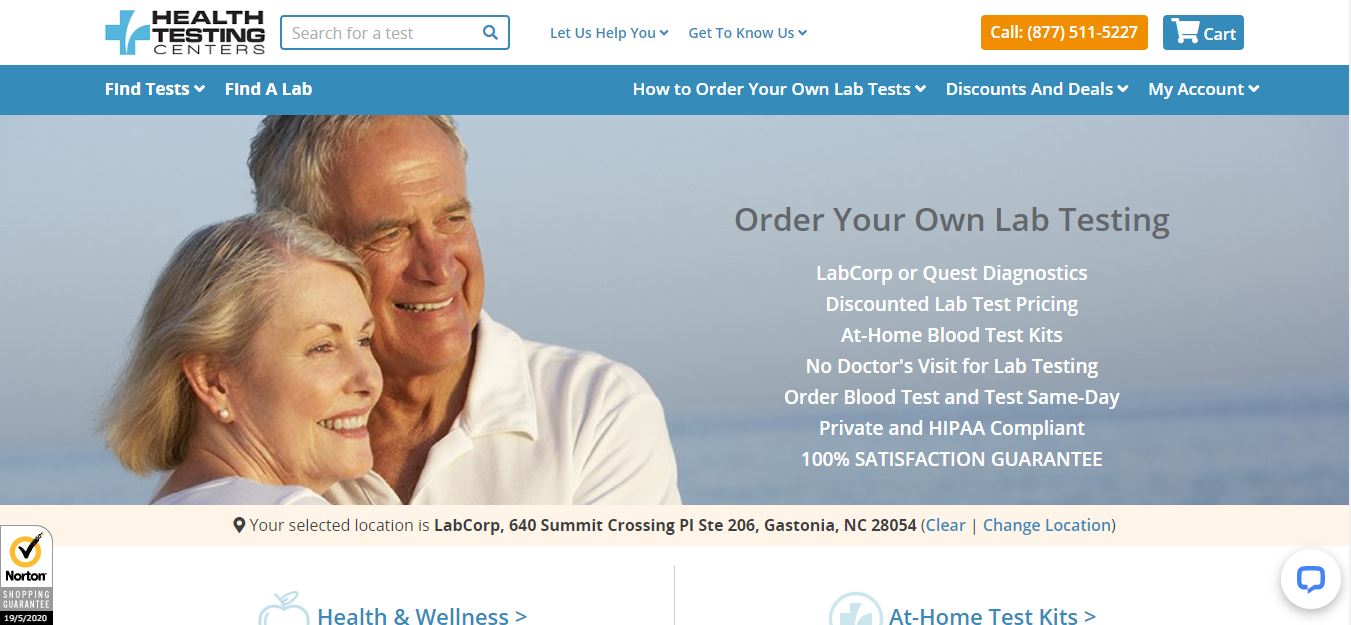 HEALTH
TESTING
CENTERS
Search for a test
Let Us Help You
Get To Know Us
Call: (877) 511-5227
Cart
Find Tests
Find A Lab
How to Order Your Own Lab Tests
Discounts And Deals
My Account
Order Your Own Lab Testing
LabCorp or Quest Diagnostics
Discounted Lab Test Pricing
At-Home Blood Test Kits
No Doctor's Visit for Lab Testing
Order Blood Test and Test Same-Day
Private and HIPAA Compliant
100% SATISFACTION GUARANTEE
Your selected location is LabCorp, 640 Summit Crossing Pl Ste 206, Gastonia, NC 28054 (Clear | Change Location)
Norton
SHOPPING
GUARANTEE
19/5/2020
Health & Wellness >
At-Home Test Kits >